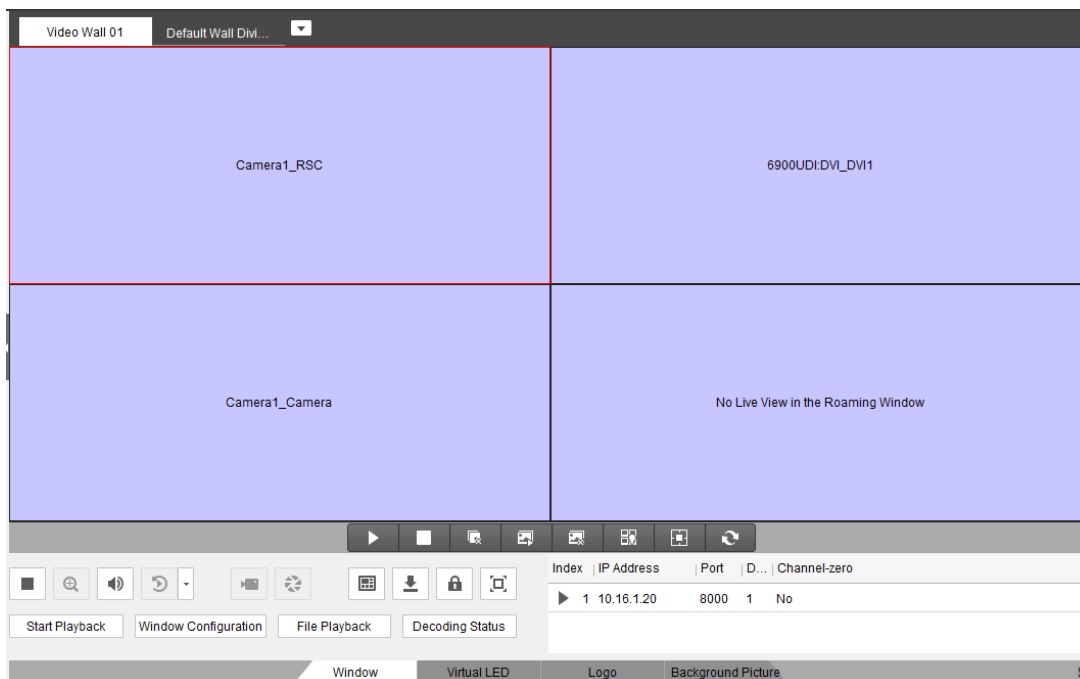 Video Wall 01
Default Wall Divi...
Camera1_RSC
6900UDI:DVI_DVI1
Camera1_Camera
No Live View in the Roaming Window
Index IP Address Port D... Channel-zero
1 10.16.1.20 8000 1 No
Start Playback Window Configuration File Playback Decoding Status
Window Virtual LED Logo Background Picture